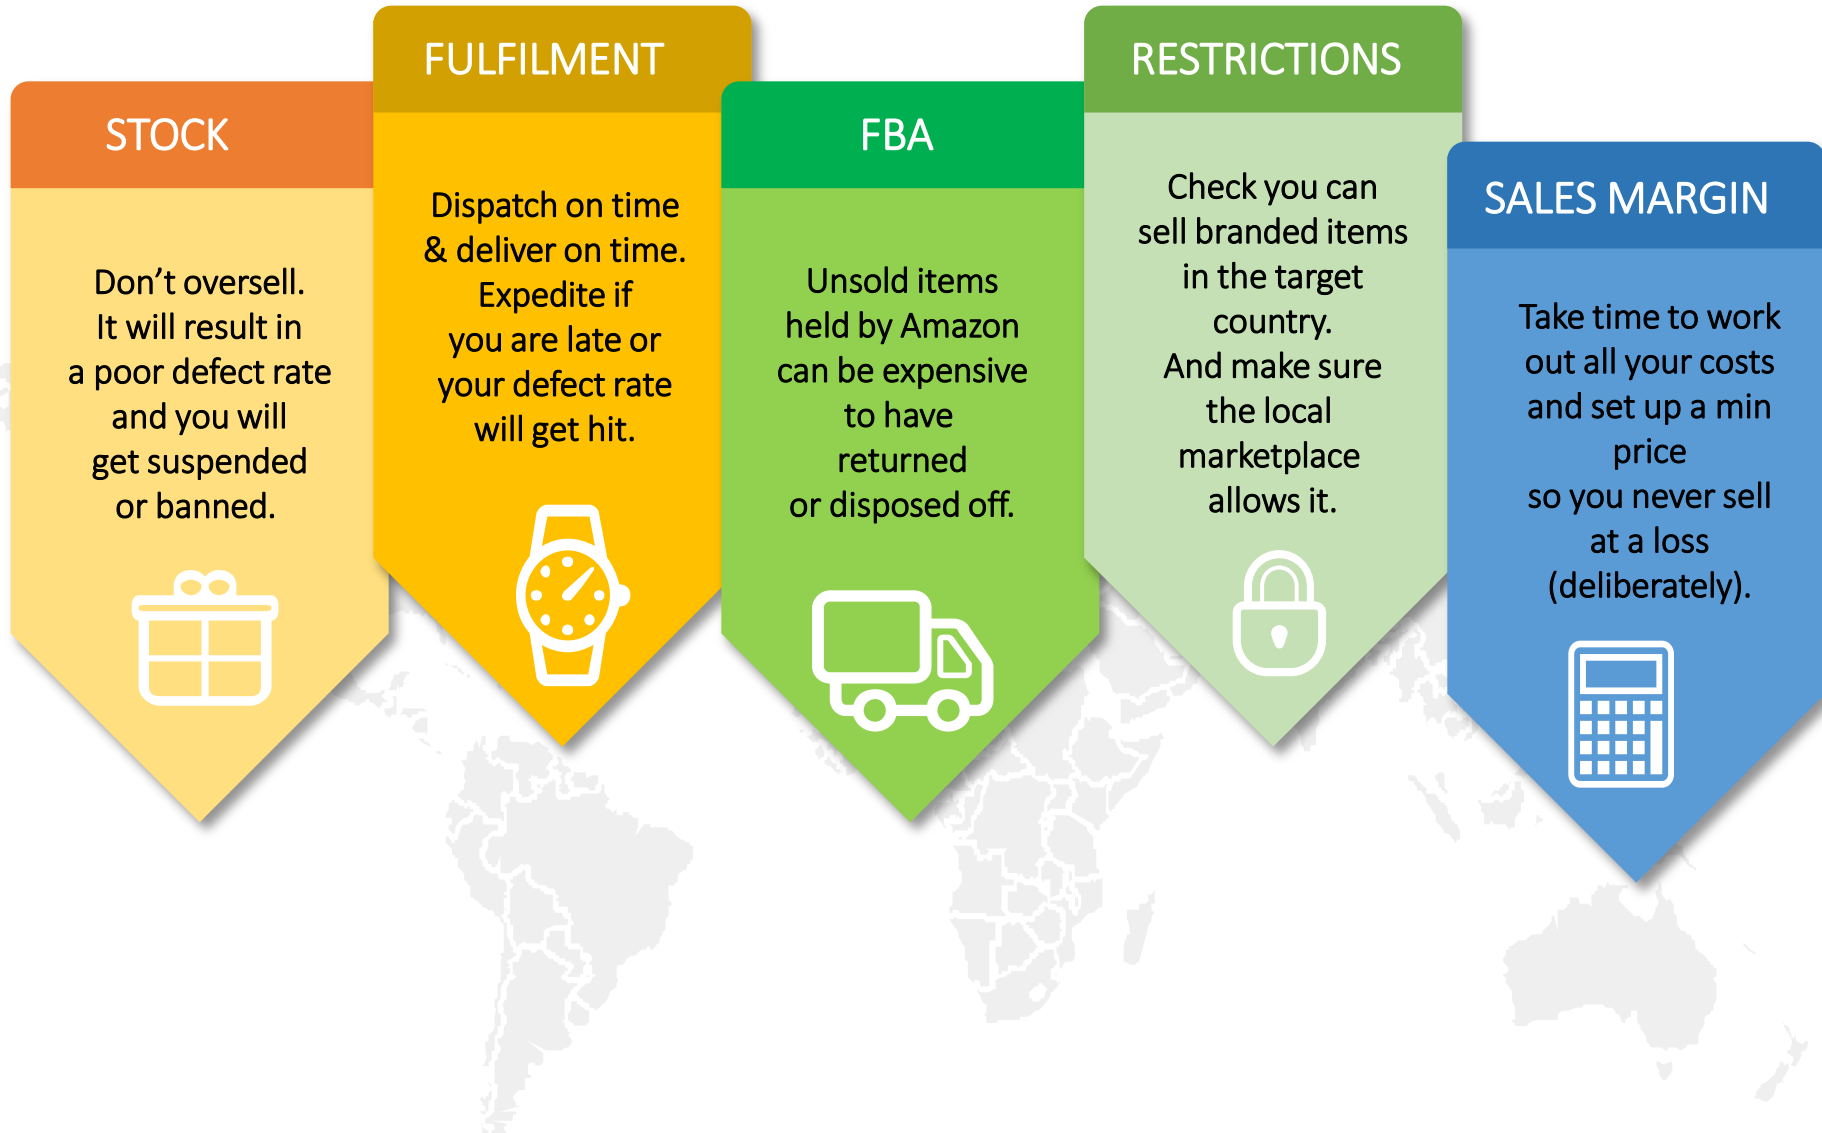 STOCK
Don’t oversell.
It will result in
a poor defect rate
and you will
get suspended
or banned.
FULFILMENT
Dispatch on time
& deliver on time.
Expedite if
you are late or
your defect rate
will get hit.
FBA
Unsold items
held by Amazon
can be expensive
to have
returned
or disposed off.
RESTRICTIONS
Check you can
sell branded items
in the target
country.
And make sure
the local
marketplace
allows it.
SALES MARGIN
Take time to work
out all your costs
and set up a min
price
so you never sell
at a loss
(deliberately).